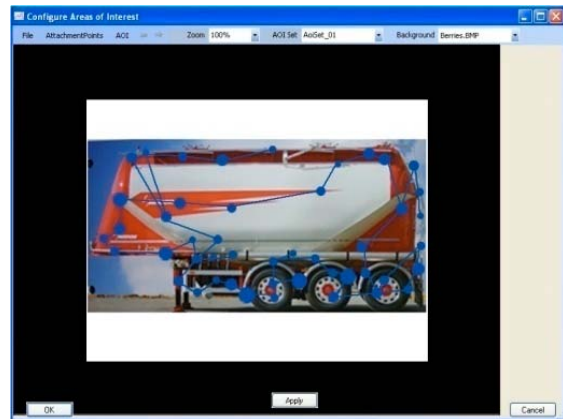 Configure Areas of Interest
File AttachmentPoints AOI Zoom 100% AOI Set AoiSet_01 Background Berries.BMP
Apply
OK Cancel